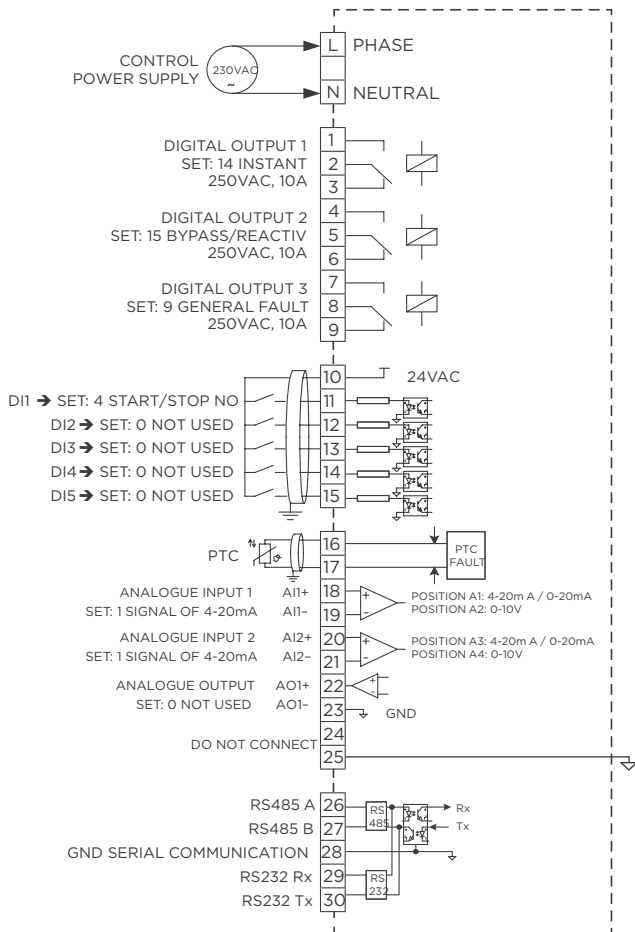 CONTROL
POWER SUPPLY
230VAC
~
L PHASE
N NEUTRAL
DIGITAL OUTPUT 1
SET: 14 INSTANT
250VAC, 10A
1
2
3
DIGITAL OUTPUT 2
SET: 15 BYPASS/REACTIV
250VAC, 10A
4
5
6
DIGITAL OUTPUT 3
SET: 9 GENERAL FAULT
250VAC, 10A
7
8
9
10 24VAC
DI1 ➔ SET: 4 START/STOP NO 11
DI2 ➔ SET: 0 NOT USED 12
DI3 ➔ SET: 0 NOT USED 13
DI4 ➔ SET: 0 NOT USED 14
DI5 ➔ SET: 0 NOT USED 15
PTC
16
17
PTC
FAULT
ANALOGUE INPUT 1 AI1+ 18 + POSITION A1: 4-20m A / 0-20mA
SET: 1 SIGNAL OF 4-20mA AI1- 19 - POSITION A2: 0-10V
ANALOGUE INPUT 2 AI2+ 20 + POSITION A3: 4-20m A / 0-20mA
SET: 1 SIGNAL OF 4-20mA AI2- 21 - POSITION A4: 0-10V
ANALOGUE OUTPUT AO1+ 22 + -
SET: 0 NOT USED AO1- 23 GND
DO NOT CONNECT
24
25
RS485 A 26
RS485 B 27
RS
485
Rx
Tx
GND SERIAL COMMUNICATION 28
RS232 Rx 29
RS232 Tx 30
RS
232